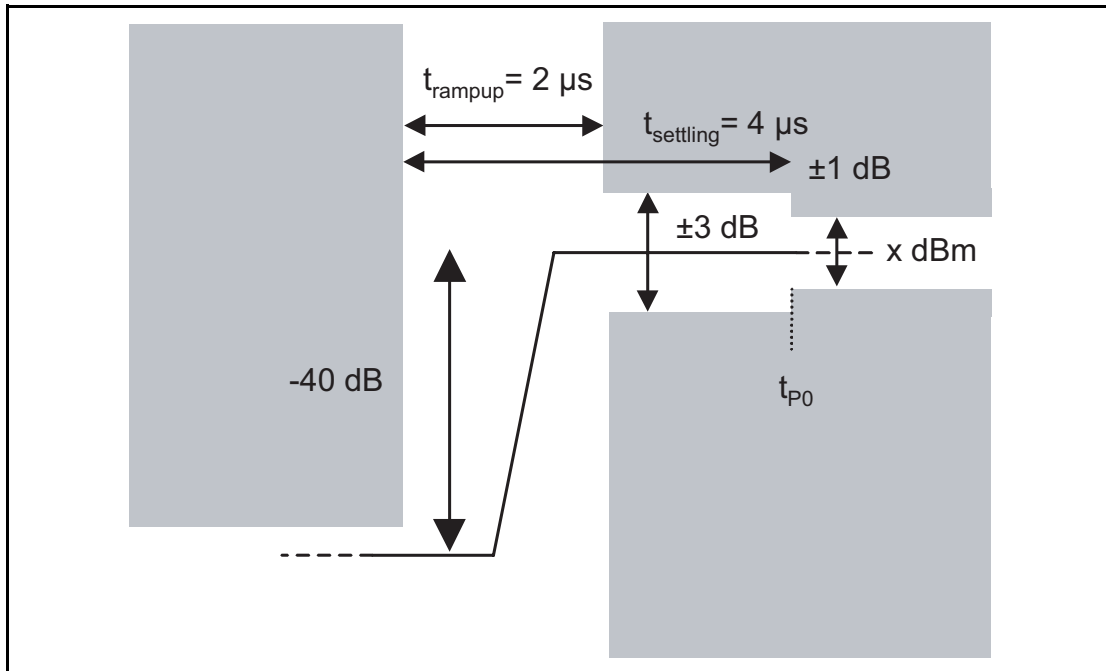 t_rampup = 2 µs
t_settling = 4 µs
±1 dB
±3 dB
x dBm
-40 dB
t_P0